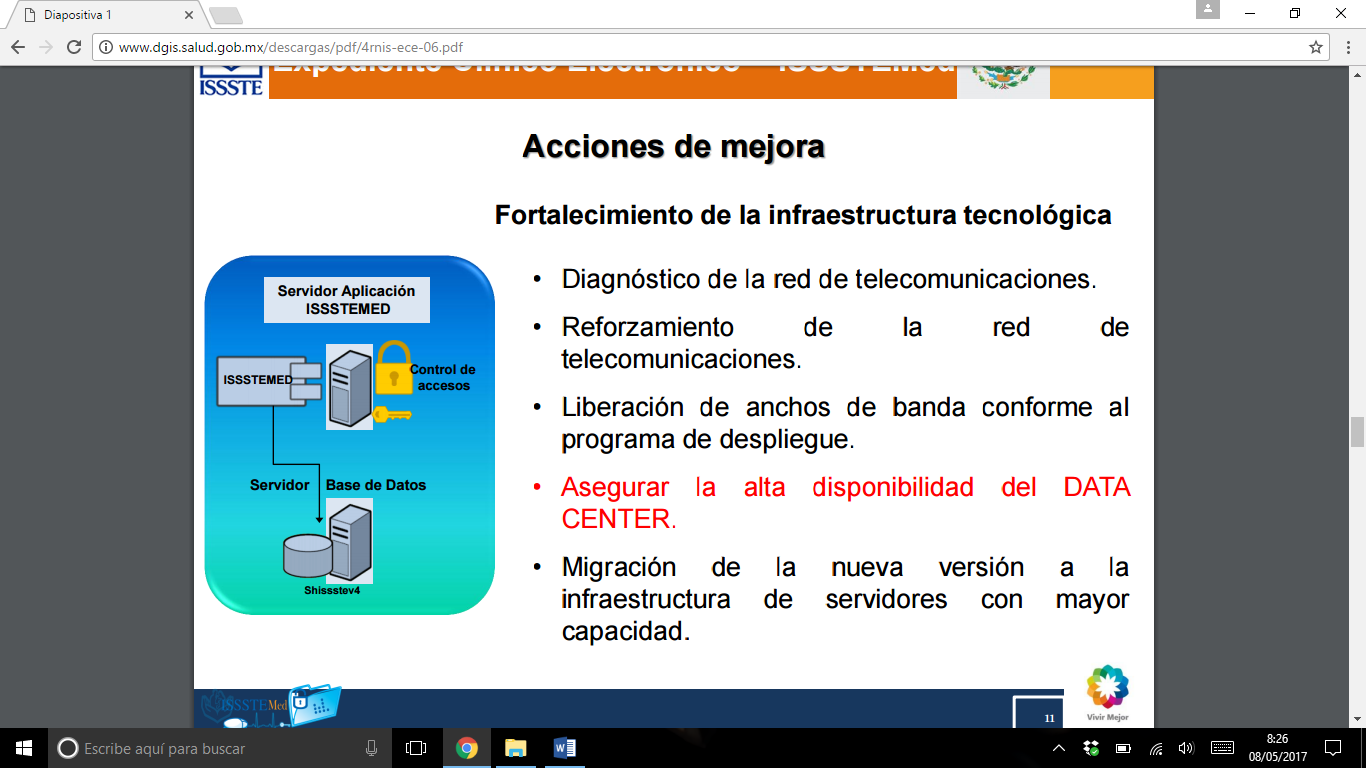 Diapositiva 1
www.dgis.salud.gob.mx/descargas/pdf/4rnis-ece-06.pdf
ISSSTE
Expediente Clínico Electrónico - ISSSTEMed
Acciones de mejora
Fortalecimiento de la infraestructura tecnológica
Servidor Aplicación
ISSSTEMED
ISSSTEMED
Control de
accesos
Servidor
Base de Datos
Shissstev4
• Diagnóstico de la red de telecomunicaciones.
• Reforzamiento de la red de
telecomunicaciones.
• Liberación de anchos de banda conforme al
programa de despliegue.
• Asegurar la alta disponibilidad del DATA
CENTER.
• Migración de la nueva versión a la
infraestructura de servidores con mayor
capacidad.
ISSSTEMed
11
Vivir Mejor
Escribe aquí para buscar
8:26
08/05/2017